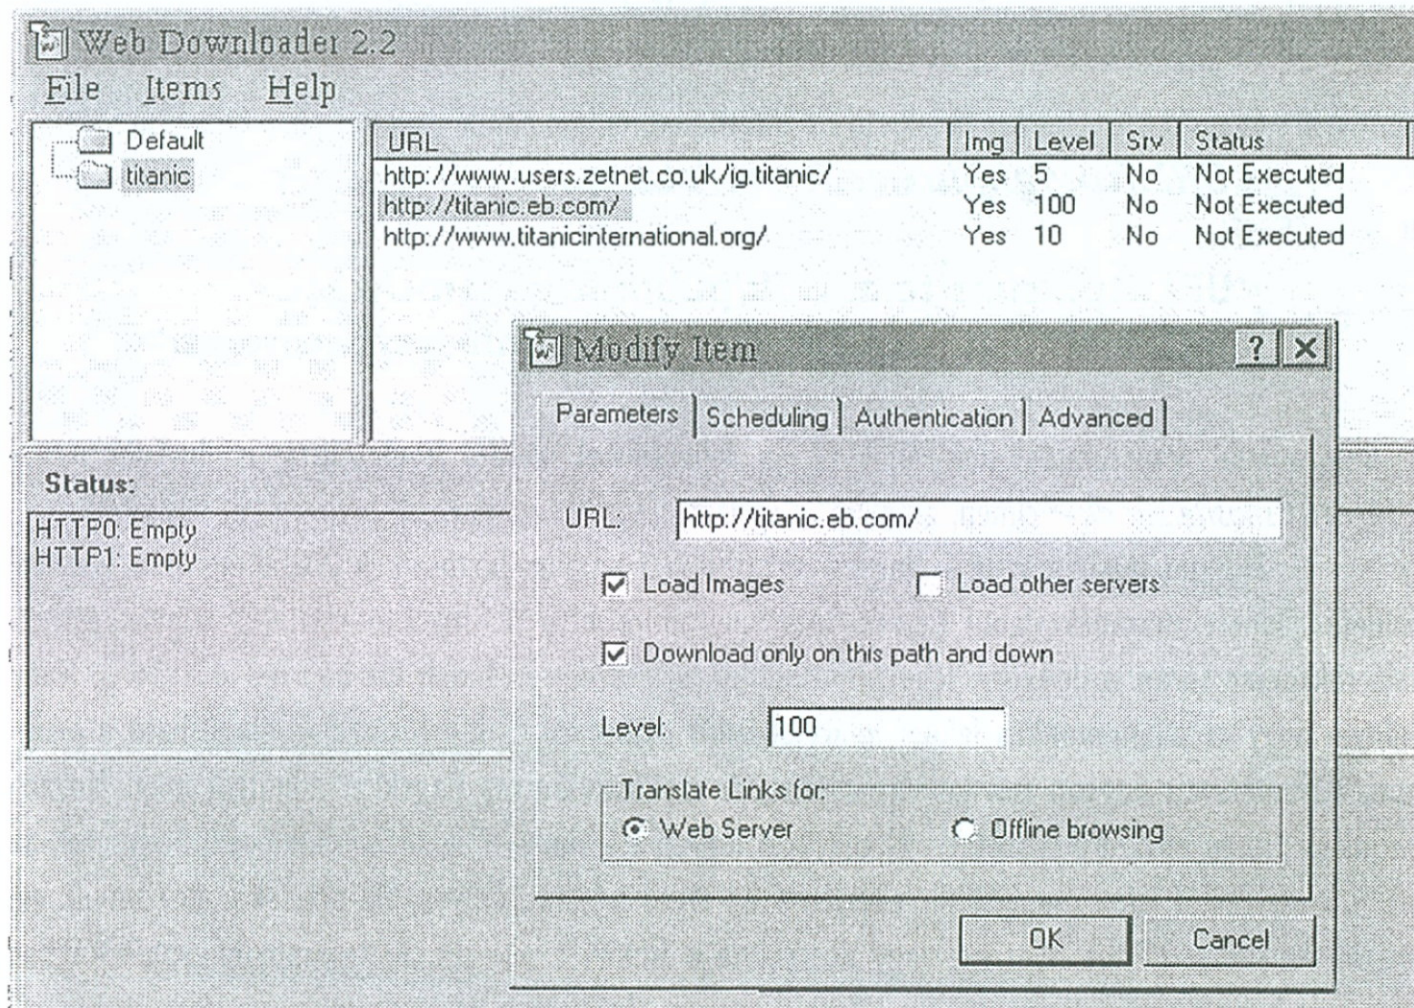 Web Downloader 2.2
File Items Help
Default
titanic
URL Img Level Srv Status
http://www.users.zetnet.co.uk/ig.titanic/ Yes 5 No Not Executed
http://titanic.eb.com/ Yes 100 No Not Executed
http://www.titanicinternational.org/ Yes 10 No Not Executed
Status:
HTTP0: Empty
HTTP1: Empty
Modify Item
Parameters Scheduling Authentication Advanced
URL: http://titanic.eb.com/
Load Images Load other servers
Download only on this path and down
Level: 100
Translate Links for:
Web Server Offline browsing
OK Cancel